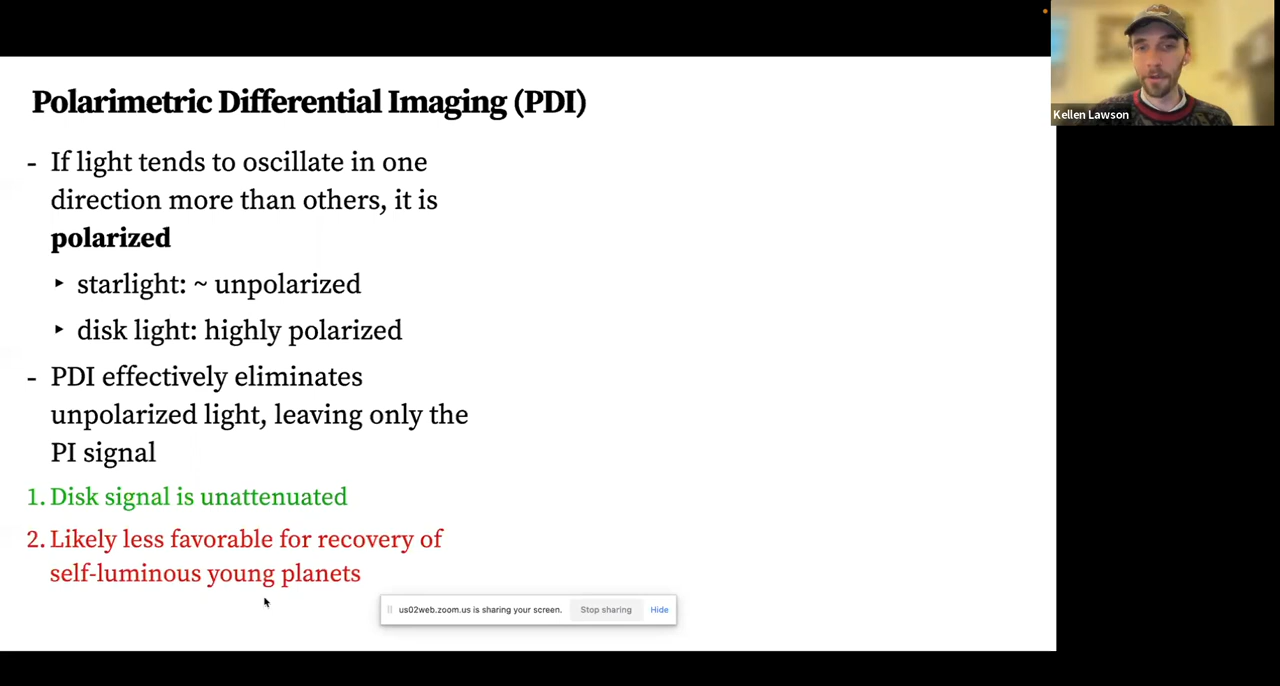 Polarimetric Differential Imaging (PDI)
- If light tends to oscillate in one
direction more than others, it is
polarized
‣ starlight: ~ unpolarized
‣ disk light: highly polarized
- PDI effectively eliminates
unpolarized light, leaving only the
PI signal
1. Disk signal is unattenuated
2. Likely less favorable for recovery of
self-luminous young planets
us02web.zoom.us is sharing your screen. Stop sharing Hide
Kellen Lawson